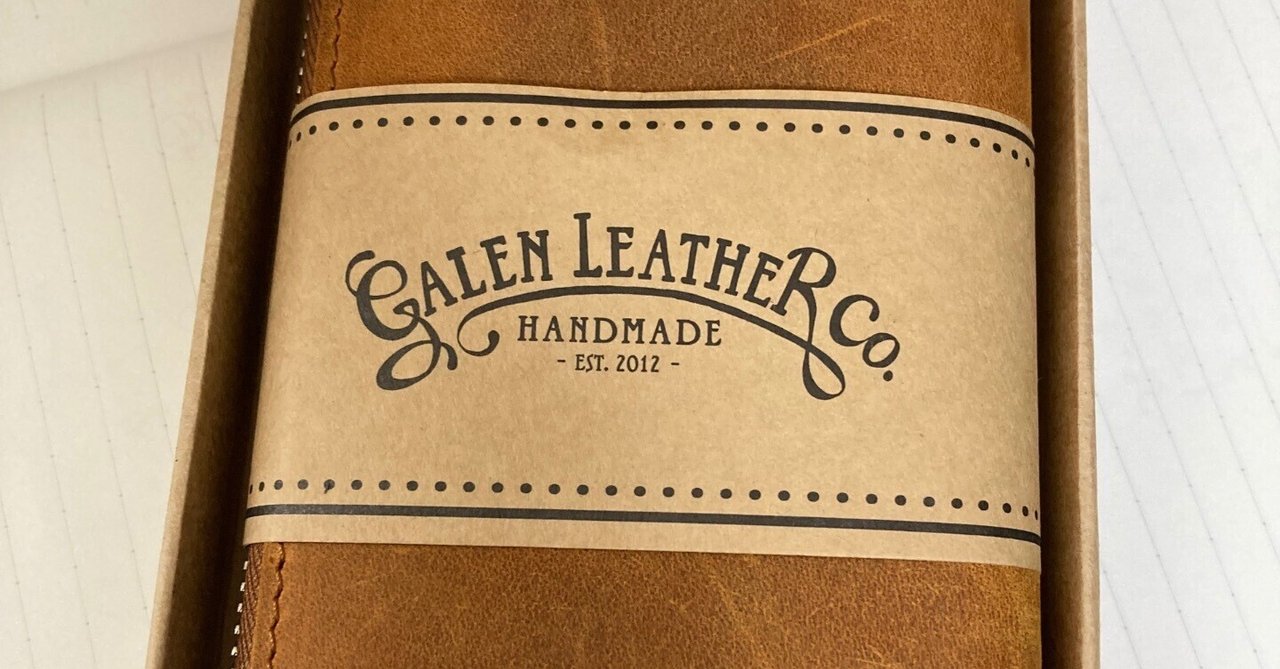 GALEN LEATHER CO.
HANDMADE
- EST. 2012 -